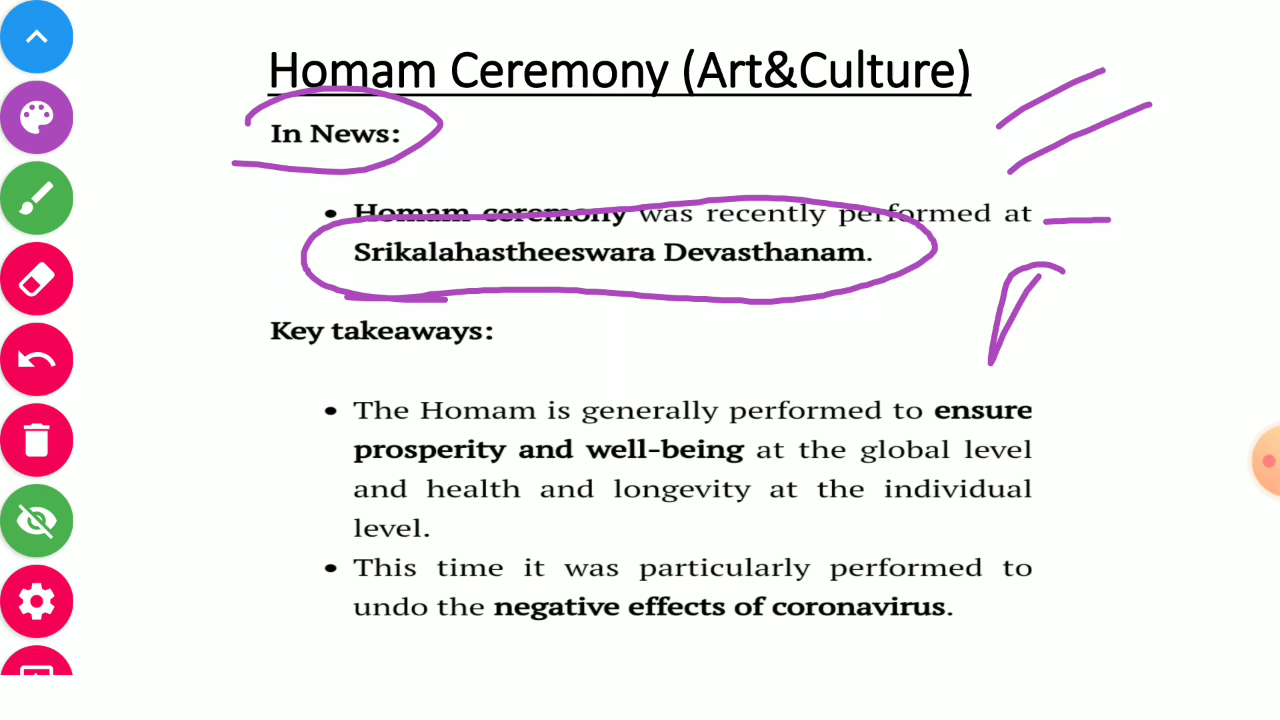 Homam Ceremony (Art&Culture)
In News:
• Homam ceremony was recently performed at
Srikalahastheeswara Devasthanam.
Key takeaways:
• The Homam is generally performed to ensure
prosperity and well-being at the global level
and health and longevity at the individual
level.
• This time it was particularly performed to
undo the negative effects of coronavirus.